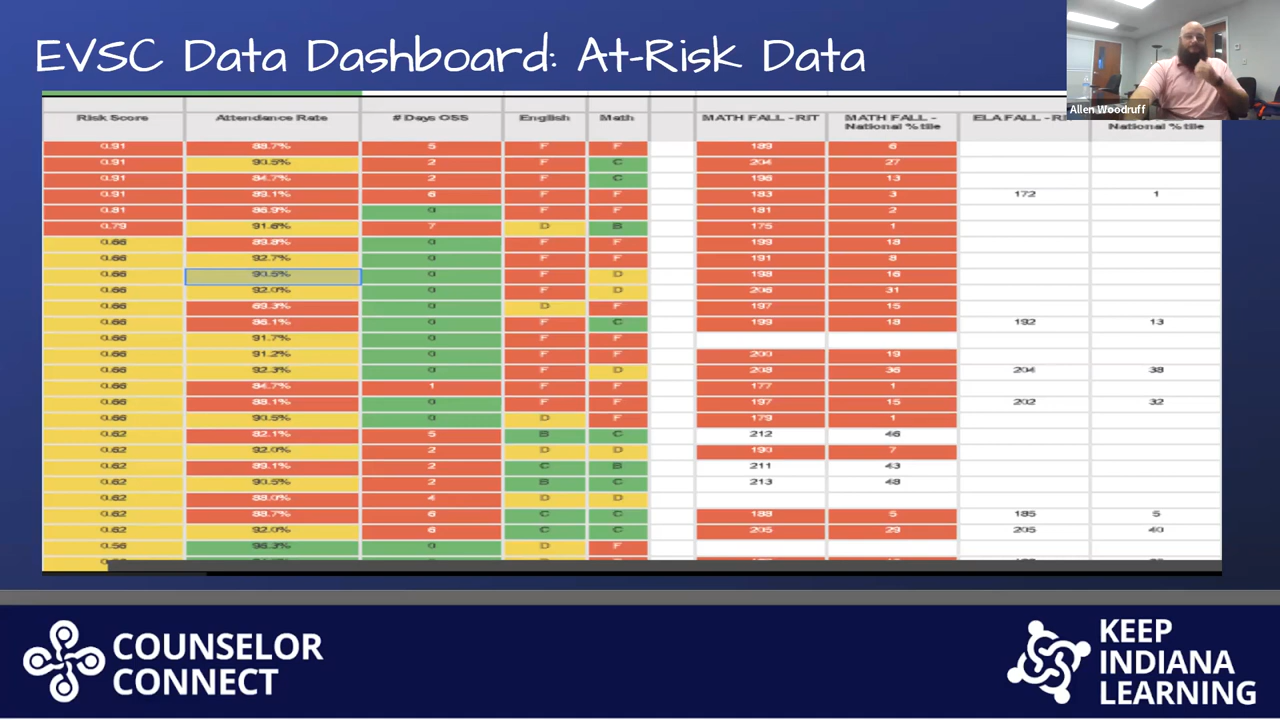 EVSC Data Dashboard: At-Risk Data
Allen Woodruff
Risk Score Attendance Rate # Days OSS English Math MATH FALL - RIT MATH FALL - National %tile ELA FALL - National %tile
0.91 88.7% 5 F F 189 6
0.91 90.5% 2 F C 204 27
0.91 84.7% 2 F C 196 13
0.91 89.1% 6 F F 183 3 172 1
0.81 86.9% 0 F F 181 2
0.79 91.6% 7 D B 175 1
0.66 89.8% 0 F F 199 18
0.66 92.7% 0 F F 191 8
0.66 90.5% 0 F D 198 16
0.66 92.0% 0 F D 206 31
0.66 69.3% 0 D F 197 15
0.66 86.1% 0 F C 199 18 192 13
0.66 91.7% 0 F F
0.66 91.2% 0 F F 200 19
0.66 92.3% 0 F D 208 36 204 38
0.66 84.7% 1 F F 177 1
0.66 88.1% 0 F F 197 15 202 32
0.66 90.5% 0 D F 179 1
0.62 82.1% 5 B C 212 46
0.62 92.0% 2 D D 190 7
0.62 89.1% 2 C B 211 43
0.62 90.5% 2 B C 213 48
0.62 88.0% 4 D D
0.62 88.7% 6 C C 188 5 185 5
0.62 92.0% 6 C C 205 29 205 40
0.56 96.3% 0 D F
COUNSELOR
CONNECT
KEEP
INDIANA
LEARNING